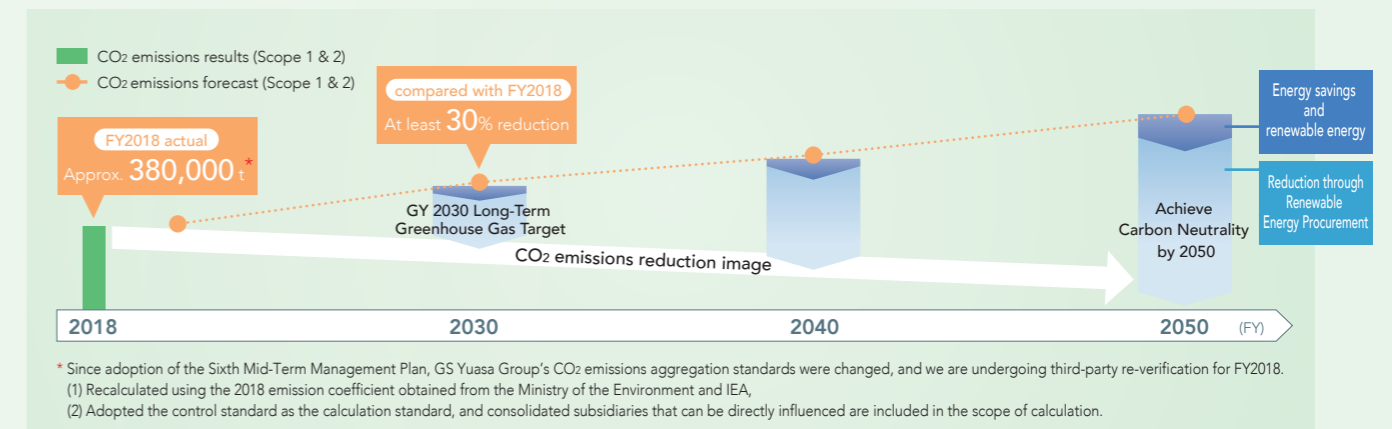 CO2 emissions results (Scope 1 & 2)
CO2 emissions forecast (Scope 1 & 2)
FY2018 actual
Approx. 380,000 t*
compared with FY2018
At least 30% reduction
GY 2030 Long-Term
Greenhouse Gas Target
CO2 emissions reduction image
Achieve
Carbon Neutrality
by 2050
Energy savings
and
renewable energy
Reduction through
Renewable
Energy Procurement
2018 2030 2040 2050 (FY)
* Since adoption of the Sixth Mid-Term Management Plan, GS Yuasa Group's CO2 emissions aggregation standards were changed, and we are undergoing third-party re-verification for FY2018.
(1) Recalculated using the 2018 emission coefficient obtained from the Ministry of the Environment and IEA,
(2) Adopted the control standard as the calculation standard, and consolidated subsidiaries that can be directly influenced are included in the scope of calculation.